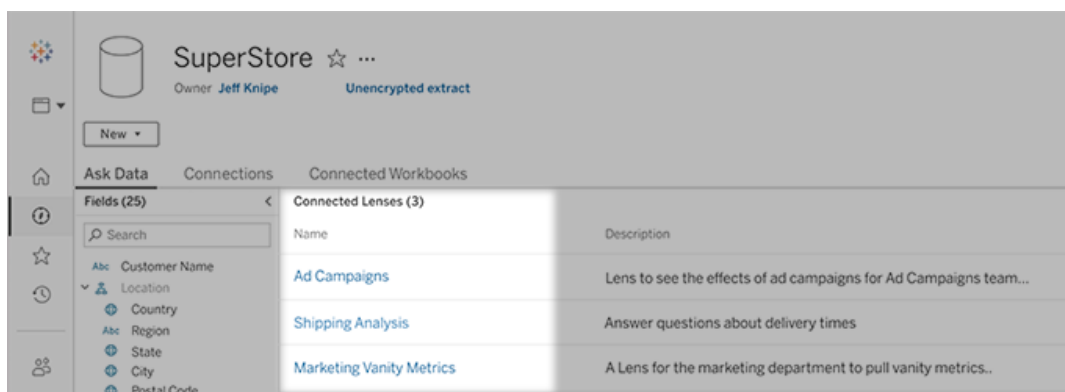 SuperStore ☆ ...
Owner Jeff Knipe Unencrypted extract
New
Ask Data Connections Connected Workbooks
Fields (25)
Search
Abc Customer Name
Location
Country
Abc Region
State
City
Postal Code
Connected Lenses (3)
Name Description
Ad Campaigns Lens to see the effects of ad campaigns for Ad Campaigns team...
Shipping Analysis Answer questions about delivery times
Marketing Vanity Metrics A Lens for the marketing department to pull vanity metrics..